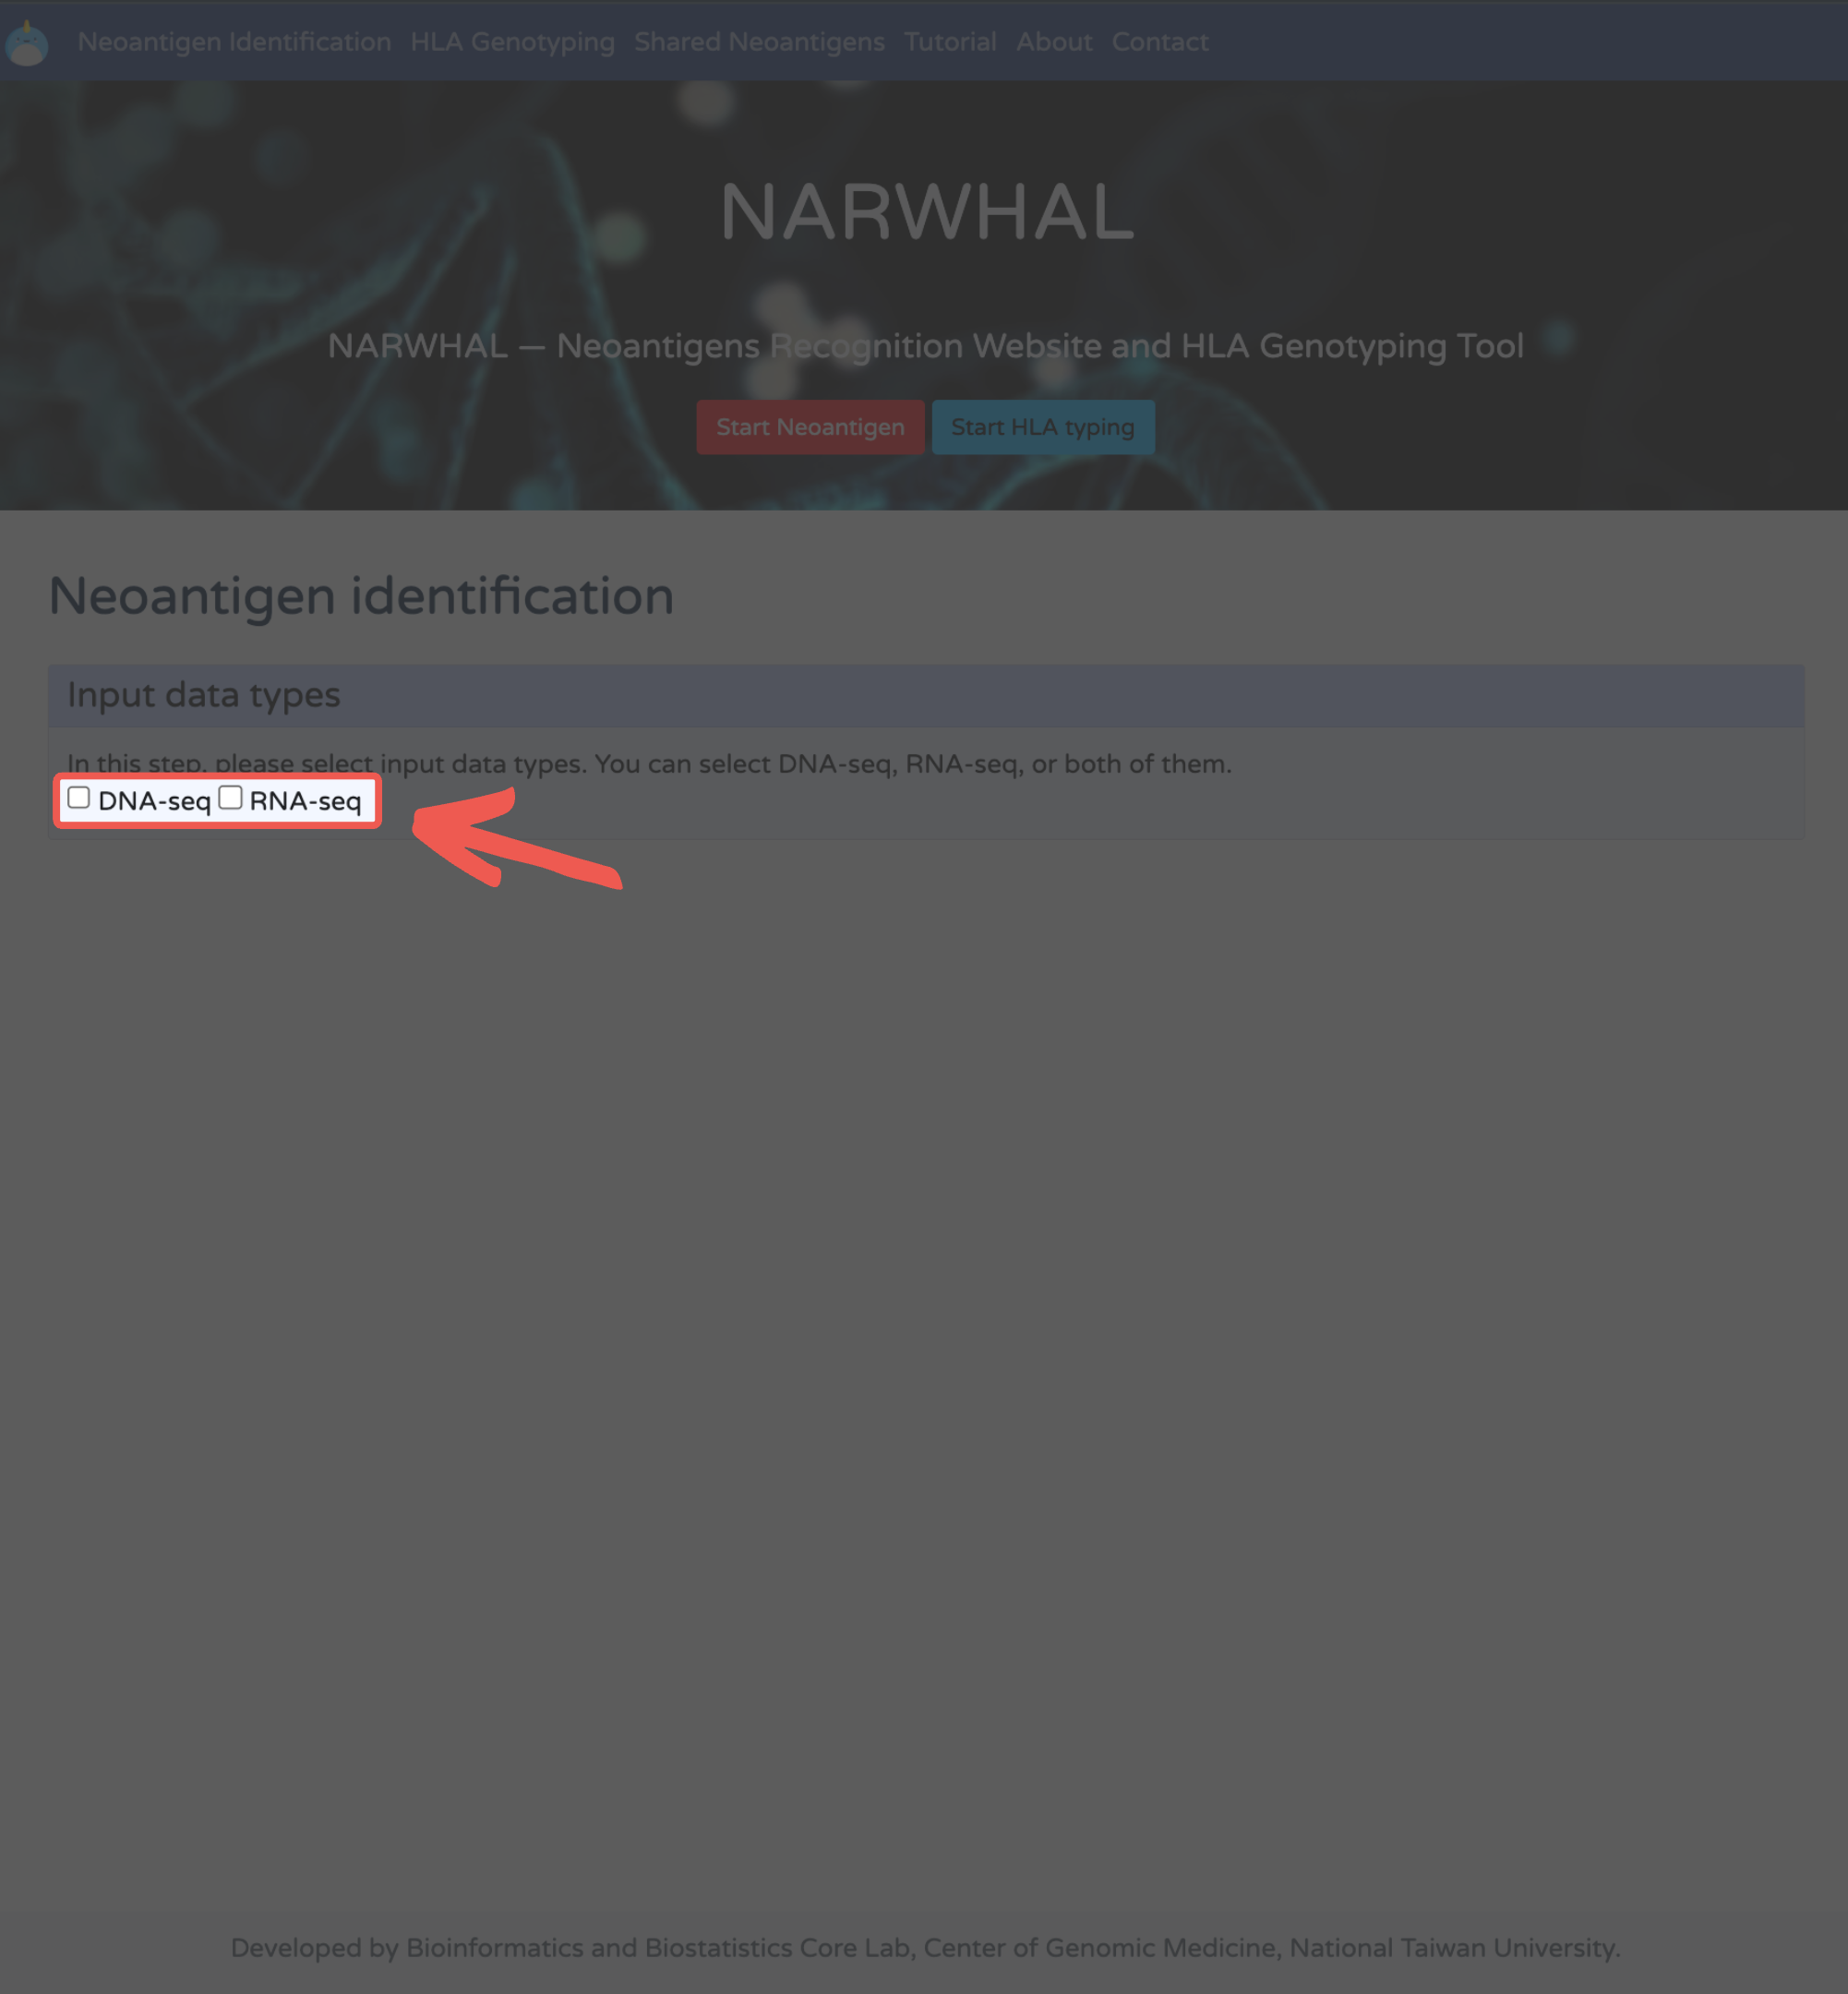 Neoantigen Identification HLA Genotyping Shared Neoantigens Tutorial About Contact
NARWHAL
NARWHAL — Neoantigens Recognition Website and HLA Genotyping Tool
Start Neoantigen Start HLA typing
Neoantigen identification
Input data types
In this step, please select input data types. You can select DNA-seq, RNA-seq, or both of them.
DNA-seq RNA-seq
Developed by Bioinformatics and Biostatistics Core Lab, Center of Genomic Medicine, National Taiwan University.